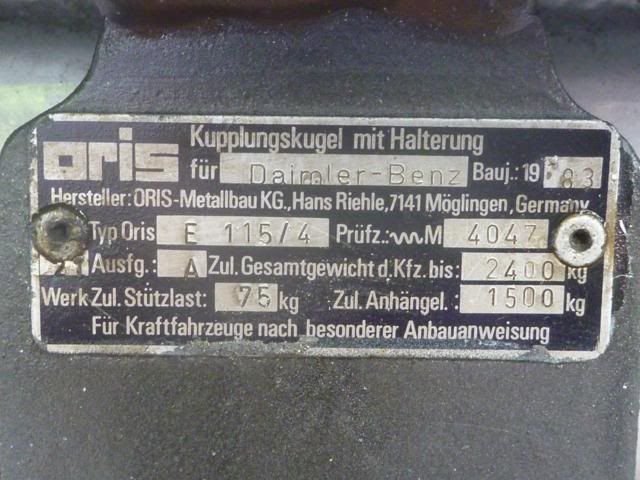 oris Kupplungskugel mit Halterung
für Daimler-Benz Bauj.: 19 83
Hersteller: ORIS-Metallbau KG., Hans Riehle, 7141 Möglingen, Germany
Typ Oris E 115/4 Prüfz.: M 4047
Ausfg.: A Zul. Gesamtgewicht d. Kfz. bis: 2400 kg
Werk Zul. Stützlast: 75 kg Zul. Anhängel. : 1500 kg
Für Kraftfahrzeuge nach besonderer Anbauanweisung